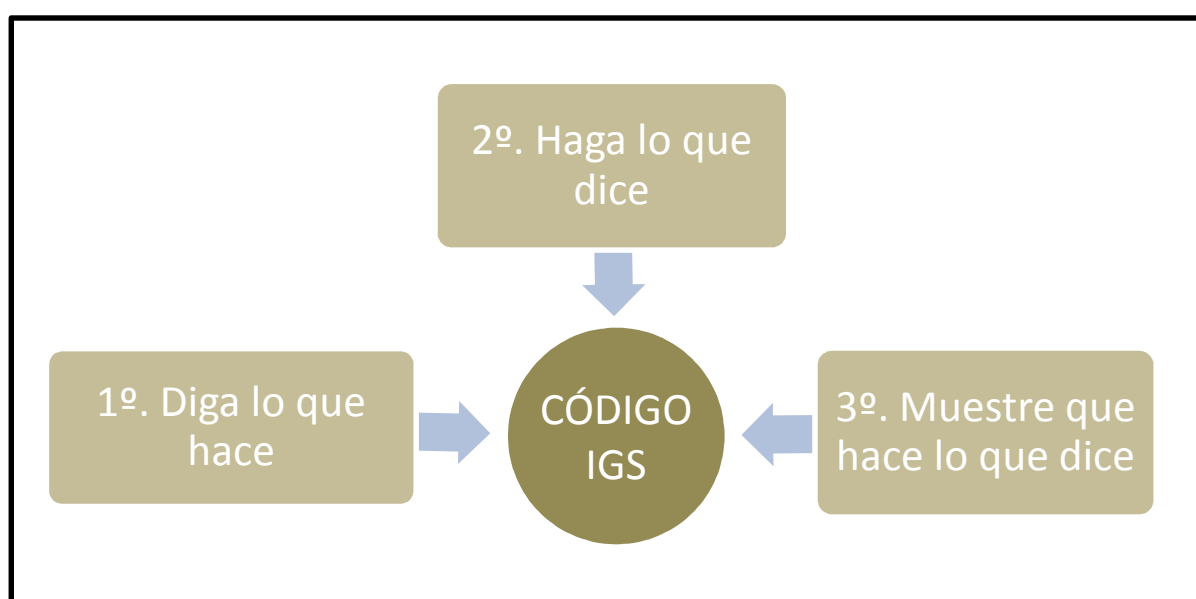 2º. Haga lo que
dice
1º. Diga lo que
hace
CÓDIGO
IGS
3º. Muestre que
hace lo que dice